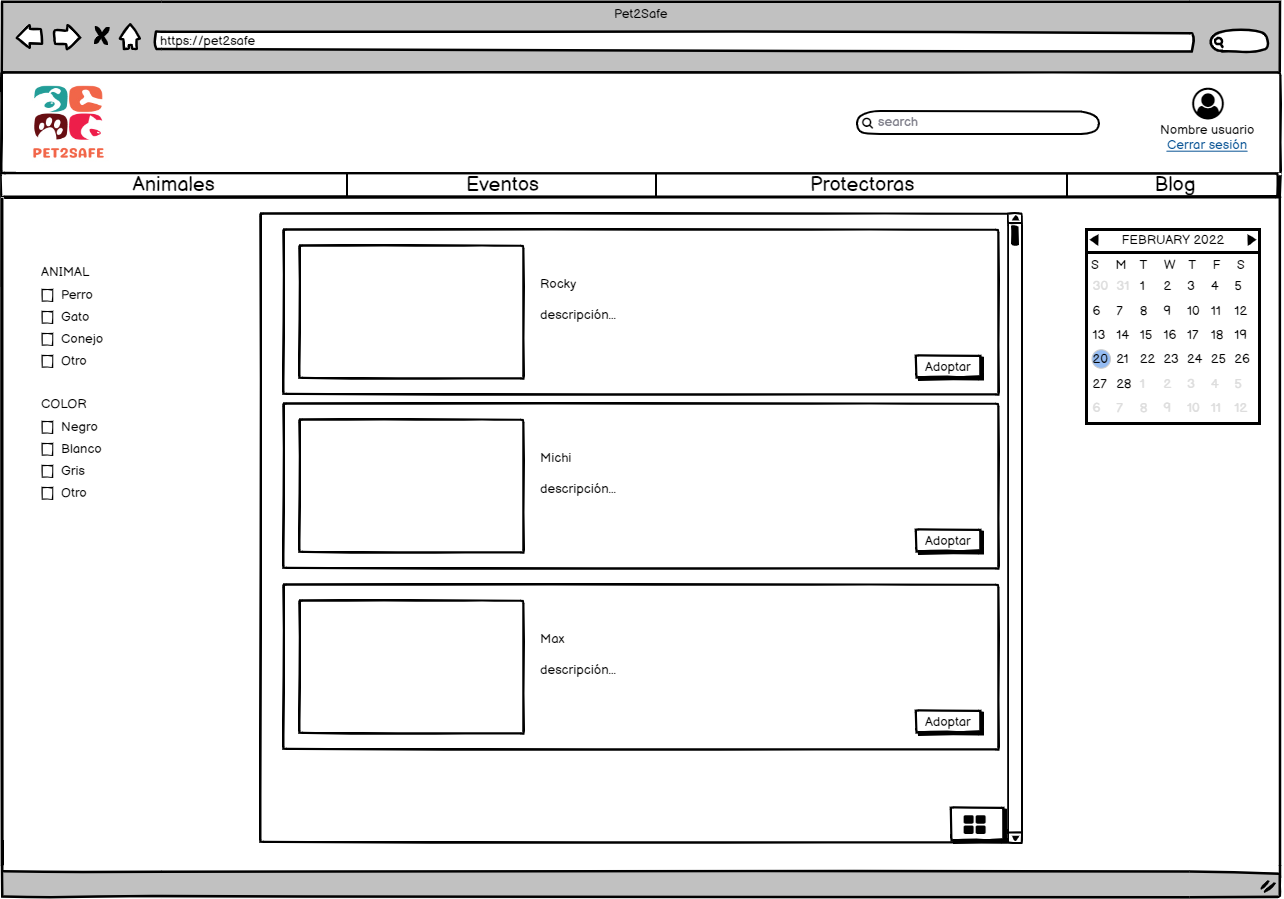 Pet2Safe
https://pet2safe
PET2SAFE
search
Nombre usuario
Cerrar sesión
Animales
Eventos
Protectoras
Blog
ANIMAL
Perro
Gato
Conejo
Otro
COLOR
Negro
Blanco
Gris
Otro
Rocky
descripción...
Adoptar
Michi
descripción...
Adoptar
Max
descripción...
Adoptar
FEBRUARY 2022
S M T W T F S
30 31 1 2 3 4 5
6 7 8 9 10 11 12
13 14 15 16 17 18 19
20 21 22 23 24 25 26
27 28 1 2 3 4 5
6 7 8 9 10 11 12